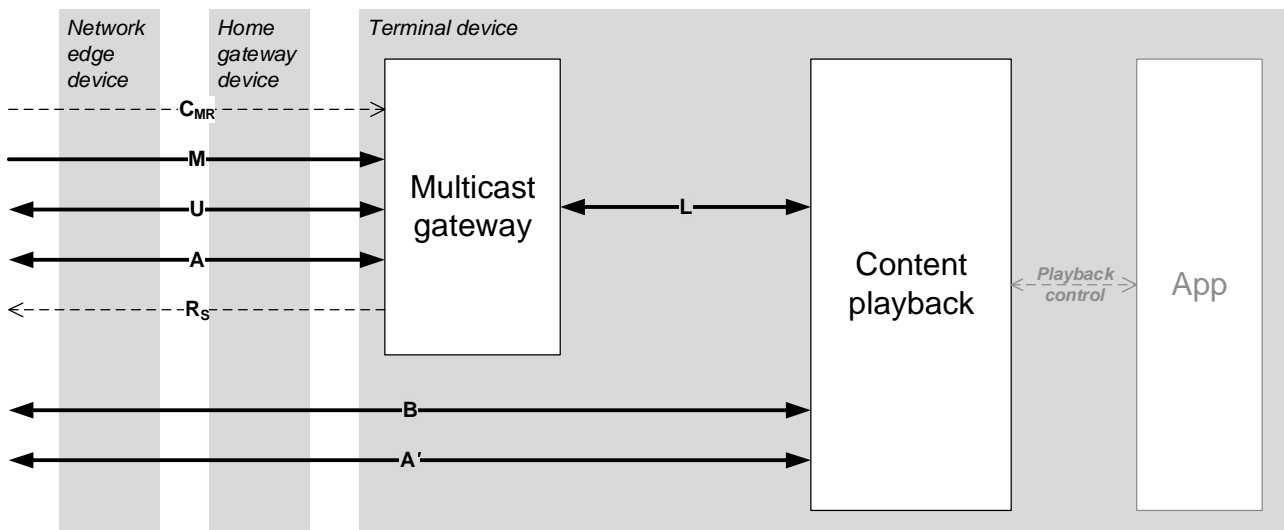 Network
edge
device
Home
gateway
device
Terminal device
CMR
M
U
A
RS
Multicast
gateway
L
Content
playback
Playback
control
App
B
A′